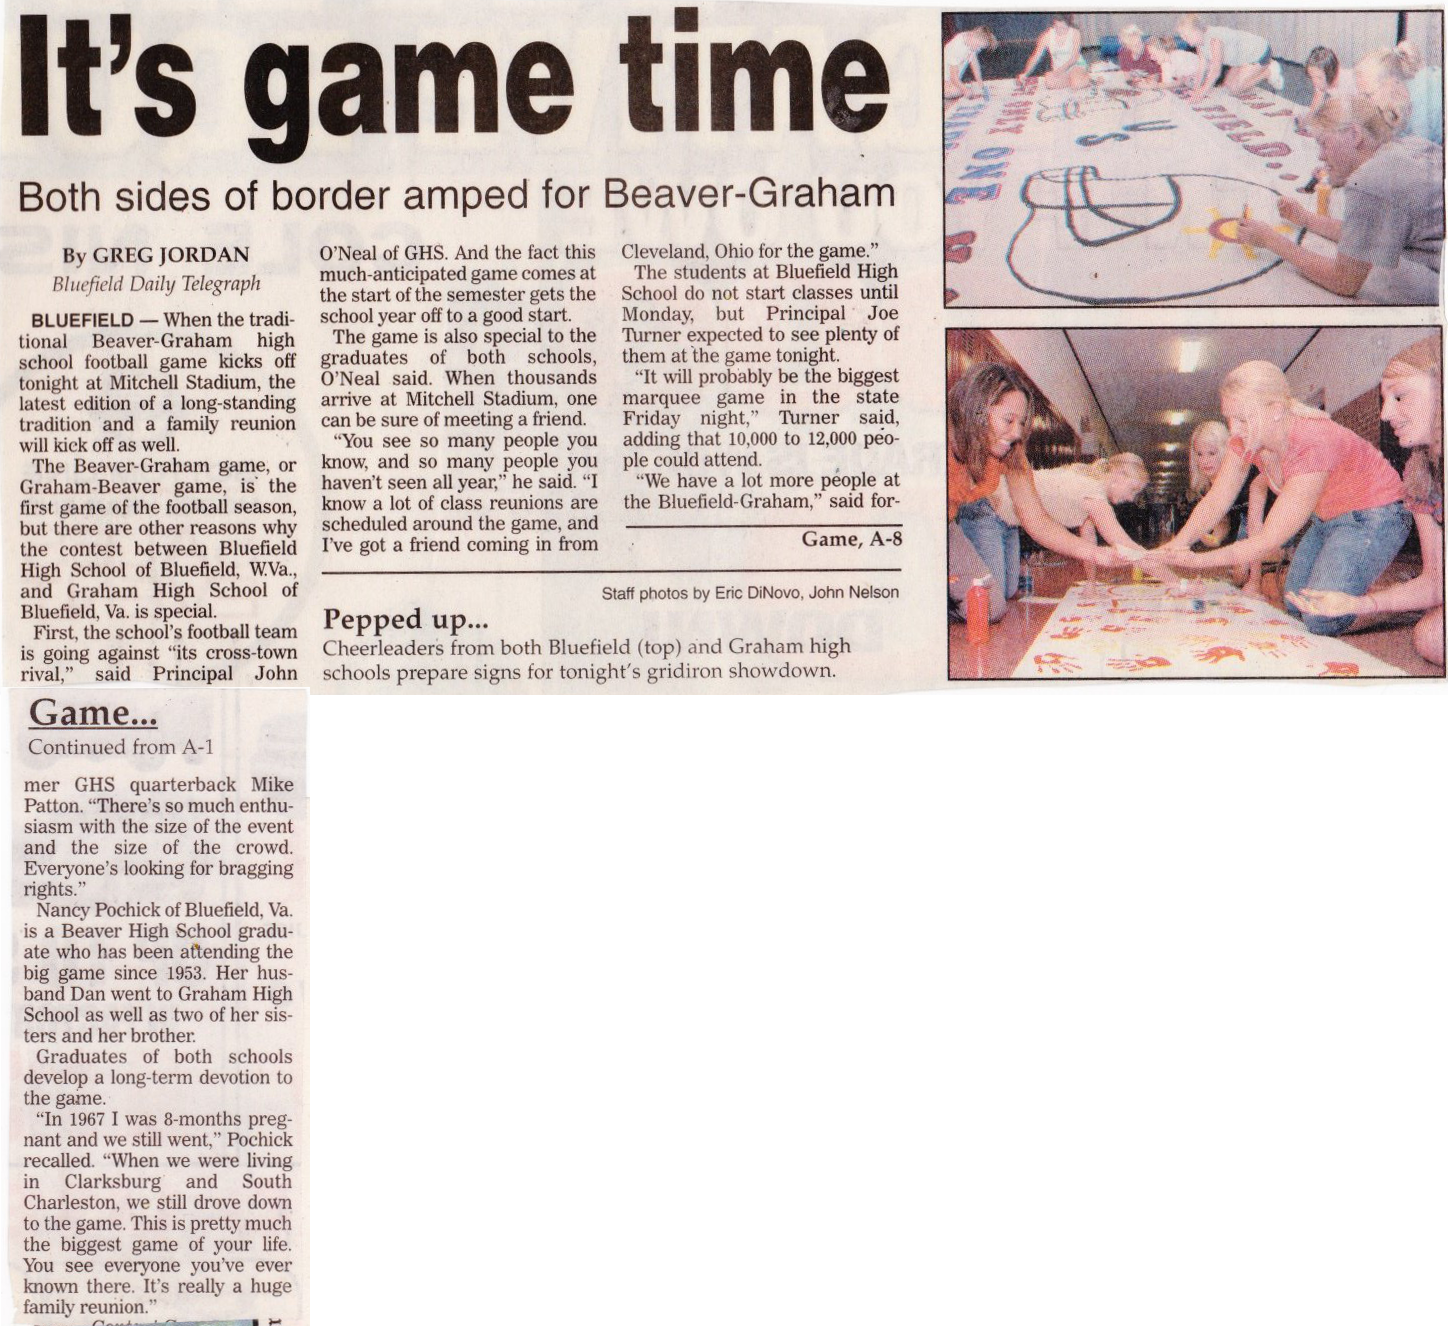 It's game time
Both sides of border amped for Beaver-Graham
By GREG JORDAN
Bluefield Daily Telegraph
BLUEFIELD — When the tradi-
tional Beaver-Graham high
school football game kicks off
tonight at Mitchell Stadium, the
latest edition of a long-standing
tradition and a family reunion
will kick off as well.
The Beaver-Graham game, or
Graham-Beaver game, is the
first game of the football season,
but there are other reasons why
the contest between Bluefield
High School of Bluefield, W.Va.,
and Graham High School of
Bluefield, Va. is special.
First, the school's football team
is going against “its cross-town
rival,” said Principal John
O'Neal of GHS. And the fact this
much-anticipated game comes at
the start of the semester gets the
school year off to a good start.
The game is also special to the
graduates of both schools,
O'Neal said. When thousands
arrive at Mitchell Stadium, one
can be sure of meeting a friend.
“You see so many people you
know, and so many people you
haven't seen all year,” he said. “I
know a lot of class reunions are
scheduled around the game, and
I've got a friend coming in from
Cleveland, Ohio for the game.”
The students at Bluefield High
School do not start classes until
Monday, but Principal Joe
Turner expected to see plenty of
them at the game tonight.
“It will probably be the biggest
marquee game in the state
Friday night,” Turner said,
adding that 10,000 to 12,000 peo-
ple could attend.
“We have a lot more people at
the Bluefield-Graham,” said for-
Game, A-8
Staff photos by Eric DiNovo, John Nelson
Pepped up...
Cheerleaders from both Bluefield (top) and Graham high
schools prepare signs for tonight's gridiron showdown.
US
FIELD.
ONE
Game...
Continued from A-1
mer GHS quarterback Mike
Patton. “There's so much enthu-
siasm with the size of the event
and the size of the crowd.
Everyone's looking for bragging
rights.”
Nancy Pochick of Bluefield, Va.
is a Beaver High School gradu-
ate who has been attending the
big game since 1953. Her hus-
band Dan went to Graham High
School as well as two of her sis-
ters and her brother.
Graduates of both schools
develop a long-term devotion to
the game.
“In 1967 I was 8-months preg-
nant and we still went,” Pochick
recalled. “When we were living
in Clarksburg and South
Charleston, we still drove down
to the game. This is pretty much
the biggest game of your life.
You see everyone you've ever
known there. It's really a huge
family reunion.”